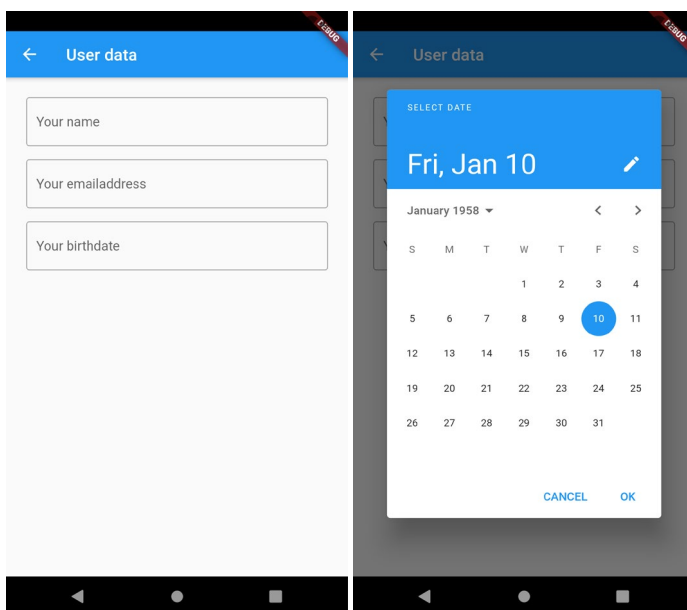 DEBUG
User data
Your name
Your emailaddress
Your birthdate
DEBUG
User data
SELECT DATE
Fri, Jan 10
January 1958
S M T W T F S
1 2 3 4
5 6 7 8 9 10 11
12 13 14 15 16 17 18
19 20 21 22 23 24 25
26 27 28 29 30 31
CANCEL OK